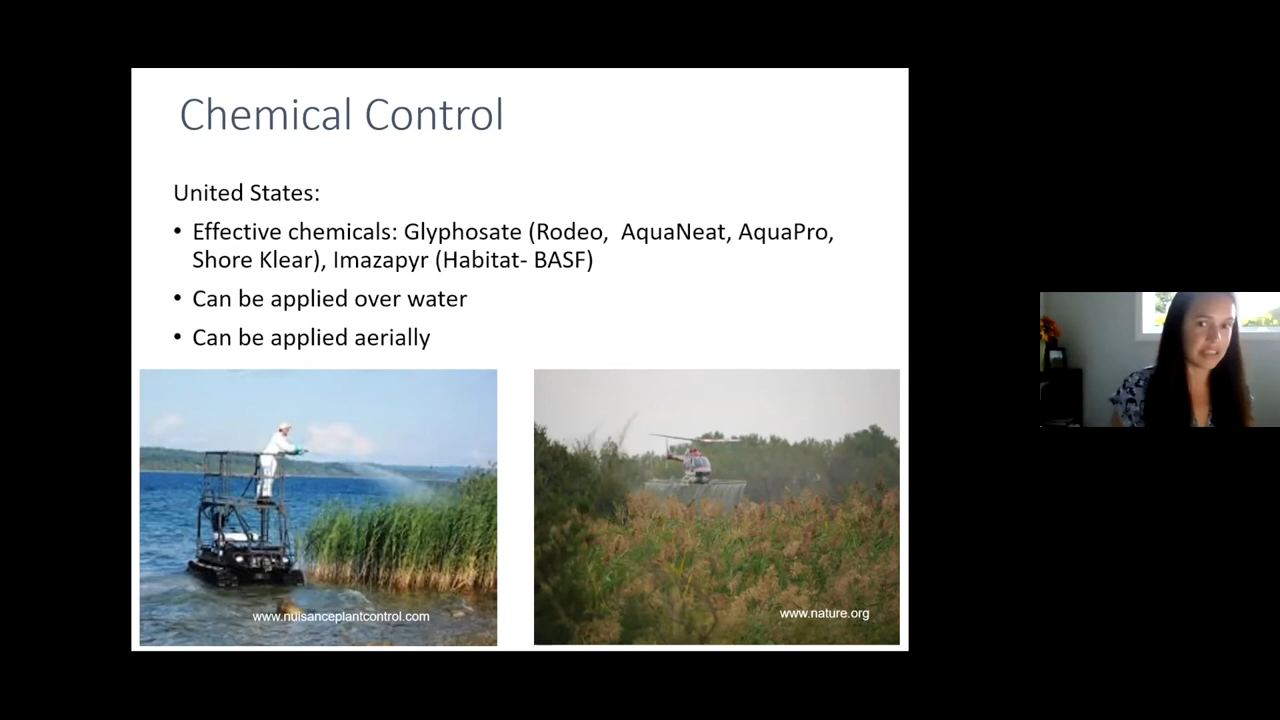 Chemical Control
United States:
• Effective chemicals: Glyphosate (Rodeo, AquaNeat, AquaPro,
Shore Klear), Imazapyr (Habitat- BASF)
• Can be applied over water
• Can be applied aerially
www.nuisanceplantcontrol.com
www.nature.org